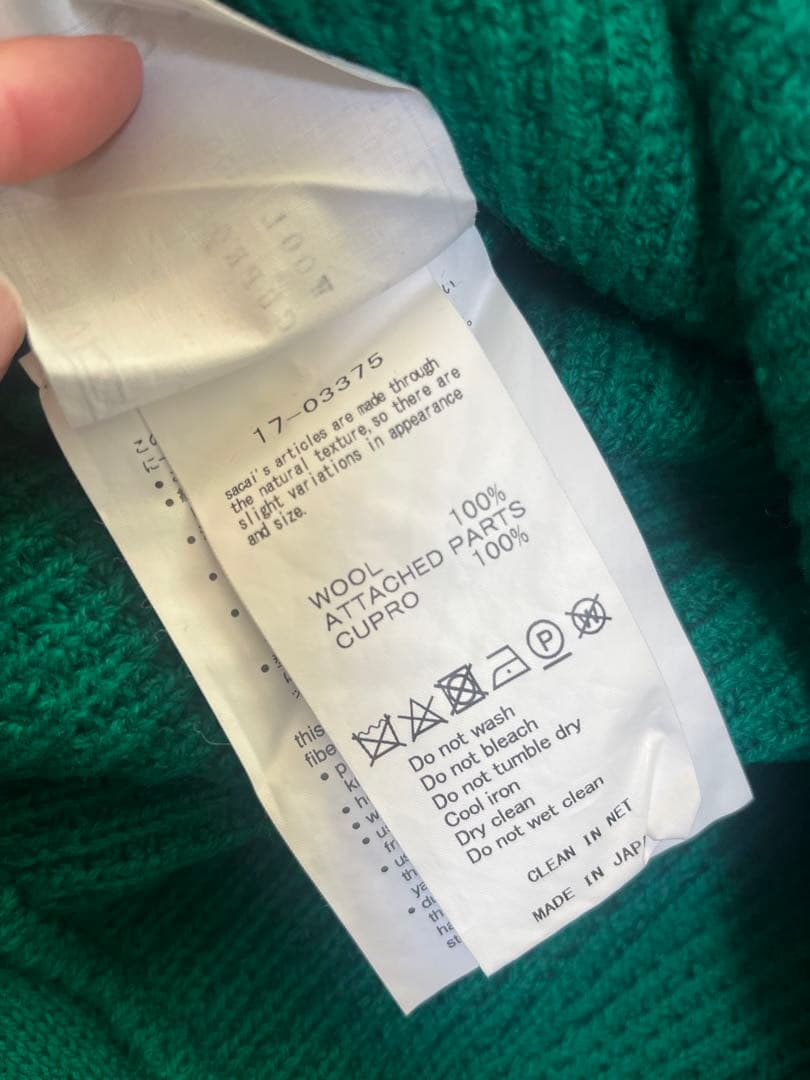 17-03375
sacai's articles are made through
the natural texture, so there are
slight variations in appearance
and size.
WOOL 100%
ATTACHED PARTS
CUPRO 100%
P
W
Do not wash
Do not bleach
Do not tumble dry
Cool iron
Dry clean
Do not wet clean
CLEAN IN NET
MADE IN JAPA
this
fibe